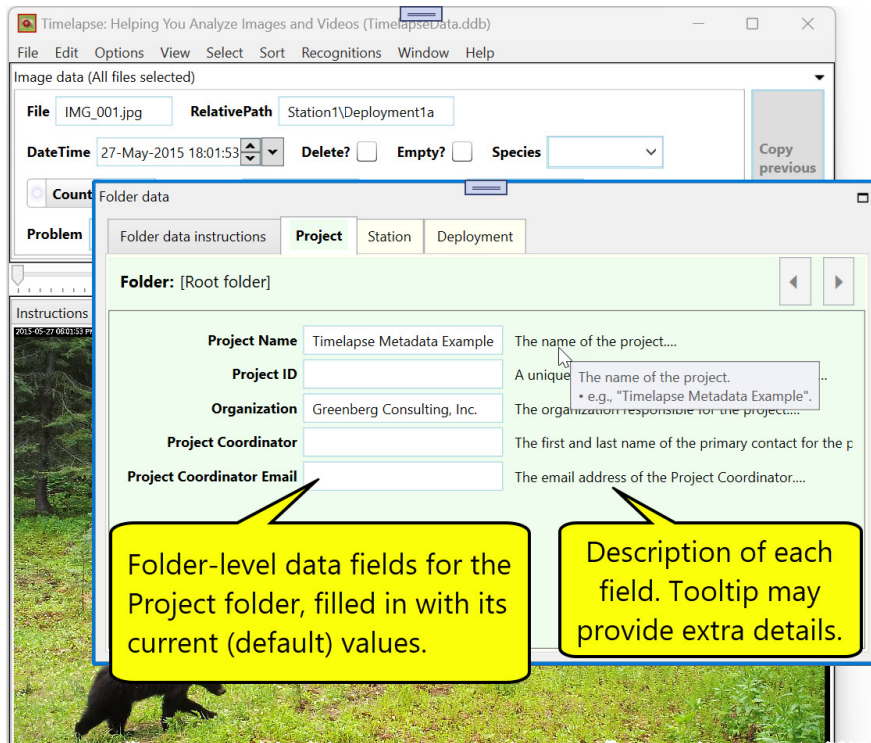 Timelapse: Helping You Analyze Images and Videos (TimelapseData.ddb)
File Edit Options View Select Sort Recognitions Window Help
Image data (All files selected)
File IMG_001.jpg RelativePath Station1\Deployment1a
DateTime 27-May-2015 18:01:53 Delete? Empty? Species
Copy
previous
Count
Problem
Folder data
Folder data instructions Project Station Deployment
Folder: [Root folder]
Instructions
2015-05-27 06:01:53 P
Project Name Timelapse Metadata Example The name of the project....
Project ID A unique ...
The name of the project.
• e.g., "Timelapse Metadata Example".
Organization Greenberg Consulting, Inc. The organization responsible for the project....
Project Coordinator The first and last name of the primary contact for the p
Project Coordinator Email The email address of the Project Coordinator....
Folder-level data fields for the
Project folder, filled in with its
current (default) values.
Description of each
field. Tooltip may
provide extra details.